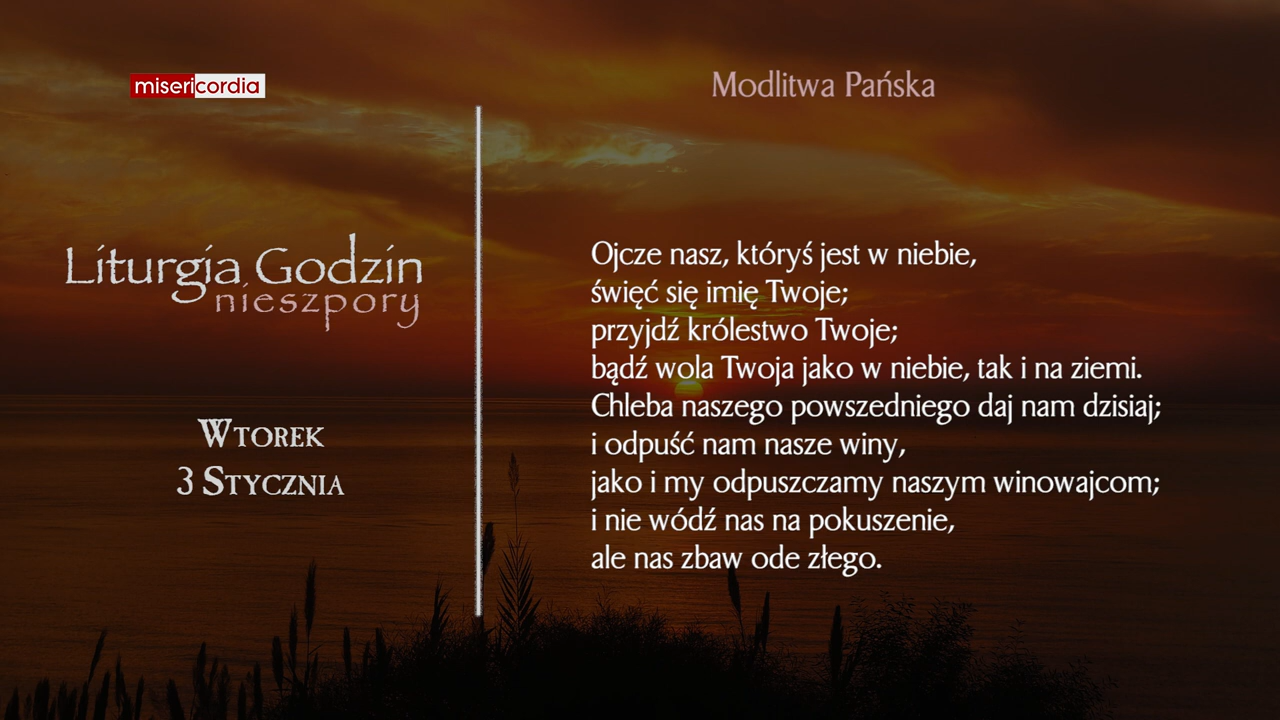 misericordia
Liturgia Godzin
nieszpory
Wtorek
3 Stycznia
Modlitwa Pańska
Ojcze nasz, któryś jest w niebie,
święć się imię Twoje;
przyjdź królestwo Twoje;
bądź wola Twoja jako w niebie, tak i na ziemi.
Chleba naszego powszedniego daj nam dzisiaj;
i odpuść nam nasze winy,
jako i my odpuszczamy naszym winowajcom;
i nie wódź nas na pokuszenie,
ale nas zbaw ode złego.